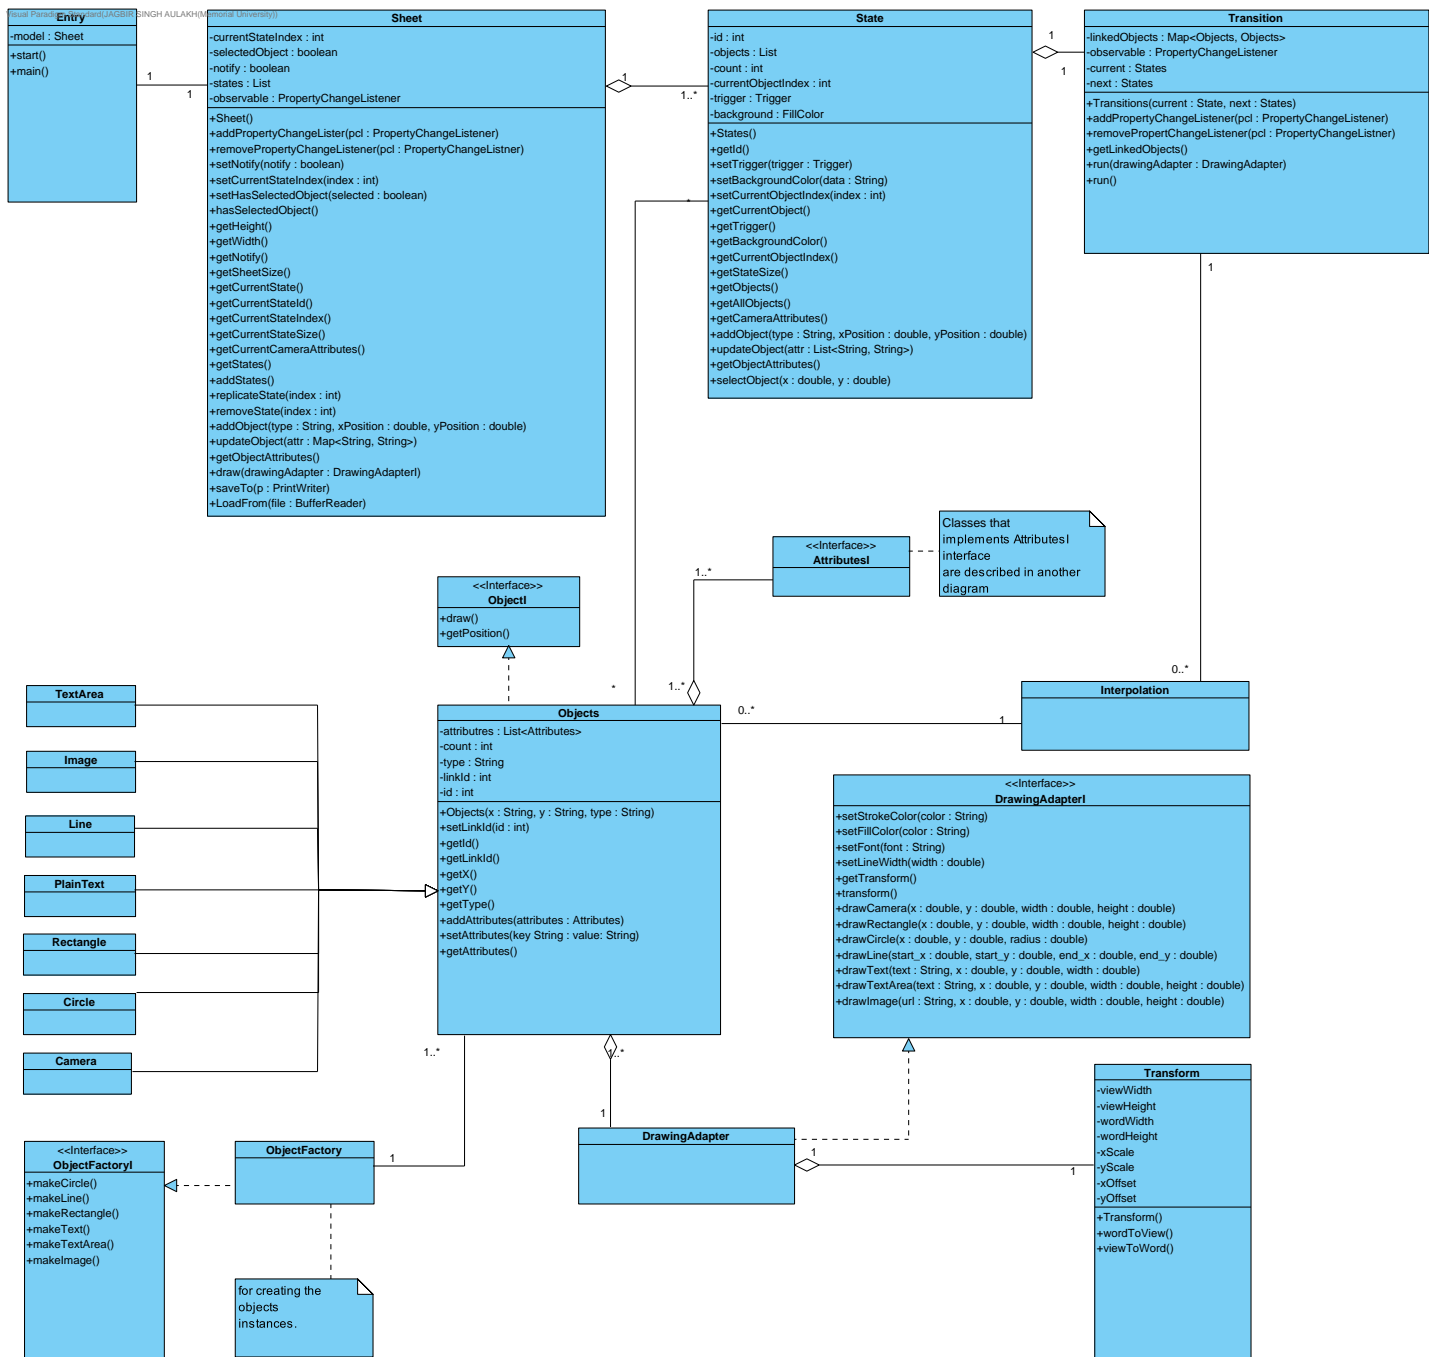 Visual Paradigm Standard(JAGBIR SINGH AULAKH(Memorial University))
Entry
-model : Sheet
+start()
+main()
1
1
Sheet
-currentStateIndex : int
-selectedObject : boolean
-notify : boolean
-states : List
-observable : PropertyChangeListener
+Sheet()
+addPropertyChangeLister(pcl : PropertyChangeListener)
+removePropertyChangeListener(pcl : PropertyChangeListner)
+setNotify(notify : boolean)
+setCurrentStateIndex(index : int)
+setHasSelectedObject(selected : boolean)
+hasSelectedObject()
+getHeight()
+getWidth()
+getNotify()
+getSheetSize()
+getCurrentState()
+getCurrentStateId()
+getCurrentStateIndex()
+getCurrentStateSize()
+getCurrentCameraAttributes()
+getStates()
+addStates()
+replicateState(index : int)
+removeState(index : int)
+addObject(type : String, xPosition : double, yPosition : double)
+updateObject(attr : Map<String, String>)
+getObjectAttributes()
+draw(drawingAdapter : DrawingAdapterI)
+saveTo(p : PrintWriter)
+LoadFrom(file : BufferReader)
1
1..*
State
-id : int
-objects : List
-count : int
-currentObjectIndex : int
-trigger : Trigger
-background : FillColor
+States()
+getId()
+setTrigger(trigger : Trigger)
+setBackgroundColor(data : String)
+setCurrentObjectIndex(index : int)
+getCurrentObject()
+getTrigger()
+getBackgroundColor()
+getCurrentObjectIndex()
+getStateSize()
+getObjects()
+getAllObjects()
+getCameraAttributes()
+addObject(type : String, xPosition : double, yPosition : double)
+updateObject(attr : List<String, String>)
+getObjectAttributes()
+selectObject(x : double, y : double)
*
1
1
Transition
-linkedObjects : Map<Objects, Objects>
-observable : PropertyChangeListener
-current : States
-next : States
+Transitions(current : State, next : States)
+addPropertyChangeListener(pcl : PropertyChangeListener)
+removePropertChangeListener(pcl : PropertyChangeListner)
+getLinkedObjects()
+run(drawingAdapter : DrawingAdapter)
+run()
1
<<Interface>>
AttributesI
Classes that
implements AttributesI
interface
are described in another
diagram
1..*
<<Interface>>
ObjectI
+draw()
+getPosition()
0..*
Interpolation
*
1..*
0..*
1
TextArea
Image
Line
PlainText
Rectangle
Circle
Camera
Objects
-attributres : List<Attributes>
-count : int
-type : String
-linkId : int
-id : int
+Objects(x : String, y : String, type : String)
+setLinkId(id : int)
+getId()
+getLinkId()
+getX()
+getY()
+getType()
+addAttributes(attributes : Attributes)
+setAttributes(key String : value: String)
+getAttributes()
<<Interface>>
DrawingAdapterI
+setStrokeColor(color : String)
+setFillColor(color : String)
+setFont(font : String)
+setLineWidth(width : double)
+getTransform()
+transform()
+drawCamera(x : double, y : double, width : double, height : double)
+drawRectangle(x : double, y : double, width : double, height : double)
+drawCircle(x : double, y : double, radius : double)
+drawLine(start_x : double, start_y : double, end_x : double, end_y : double)
+drawText(text : String, x : double, y : double, width : double)
+drawTextArea(text : String, x : double, y : double, width : double, height : double)
+drawImage(url : String, x : double, y : double, width : double, height : double)
1..*
1..*
1
1
<<Interface>>
ObjectFactoryI
+makeCircle()
+makeLine()
+makeRectangle()
+makeText()
+makeTextArea()
+makeImage()
ObjectFactory
for creating the
objects
instances.
DrawingAdapter
1
1
Transform
-viewWidth
-viewHeight
-wordWidth
-wordHeight
-xScale
-yScale
-xOffset
-yOffset
+Transform()
+wordToView()
+viewToWord()